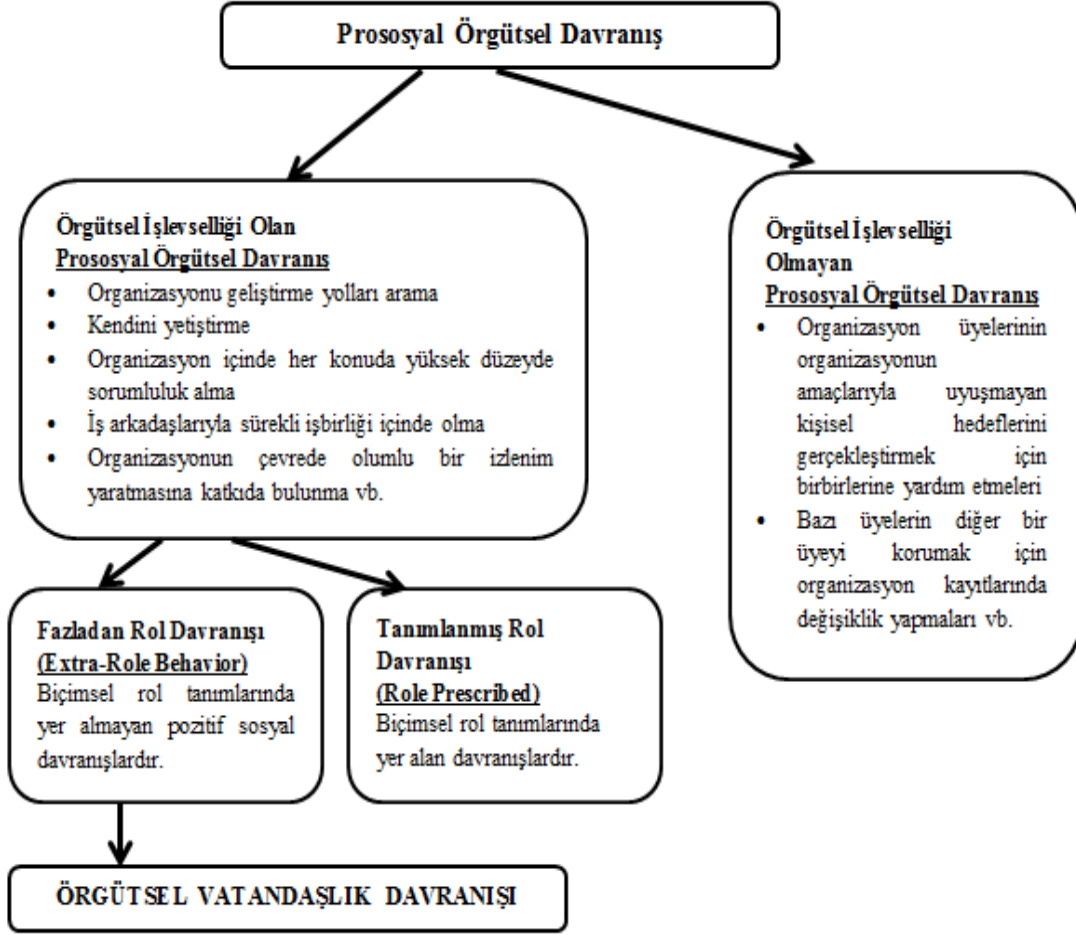 Prososyal Örgütsel Davranış
Örgütsel İşlevselliği Olan
Prososyal Örgütsel Davranış
• Organizasyonu geliştirme yolları arama
• Kendini yetiştirme
• Organizasyon içinde her konuda yüksek düzeyde
sorumluluk alma
• İş arkadaşlarıyla sürekli işbirliği içinde olma
• Organizasyonun çevrede olumlu bir izlenim
yaratmasına katkıda bulunma vb.
Örgütsel İşlevselliği
Olmayan
Prososyal Örgütsel Davranış
• Organizasyon üyelerinin
organizasyonun
amaçlarıyla uyuşmayan
kişisel hedeflerini
gerçekleştirmek için
birbirlerine yardım etmeleri
• Bazı üyelerin diğer bir
üyeyi korumak için
organizasyon kayıtlarında
değişiklik yapmaları vb.
Fazladan Rol Davranışı
(Extra-Role Behavior)
Biçimsel rol tanımlarında
yer almayan pozitif sosyal
davranışlardır.
Tanımlanmış Rol
Davranışı
(Role Prescribed)
Biçimsel rol tanımlarında
yer alan davranışlardır.
ÖRGÜTSEL VATANDAŞLIK DAVRANIŞI